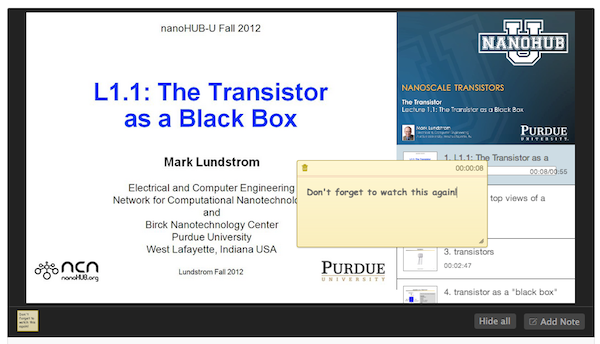 nanoHUB-U Fall 2012
L1.1: The Transistor
as a Black Box
Mark Lundstrom
Electrical and Computer Engineering
Network for Computational Nanotechnolo
and
Birck Nanotechnology Center
Purdue University
West Lafayette, Indiana USA
ncn
nanoHUB.org
Lundstrom Fall 2012
PURDUE
UNIVERSITY
NANOHUB
U
NANOSCALE TRANSISTORS
The Transistor
Lecture 1.1: The Transistor as a Black Box
Mark Lundstrom
PURDUE
UNIVERSITY
1. L1.1: The Transistor as a
00:08/00:55
00:00:08
Don't forget to watch this again!
top views of a
3. transistors
00:02:47
4. transistor as a "black box"
Don't
forget to
watch this
again!
Hide all
Add Note